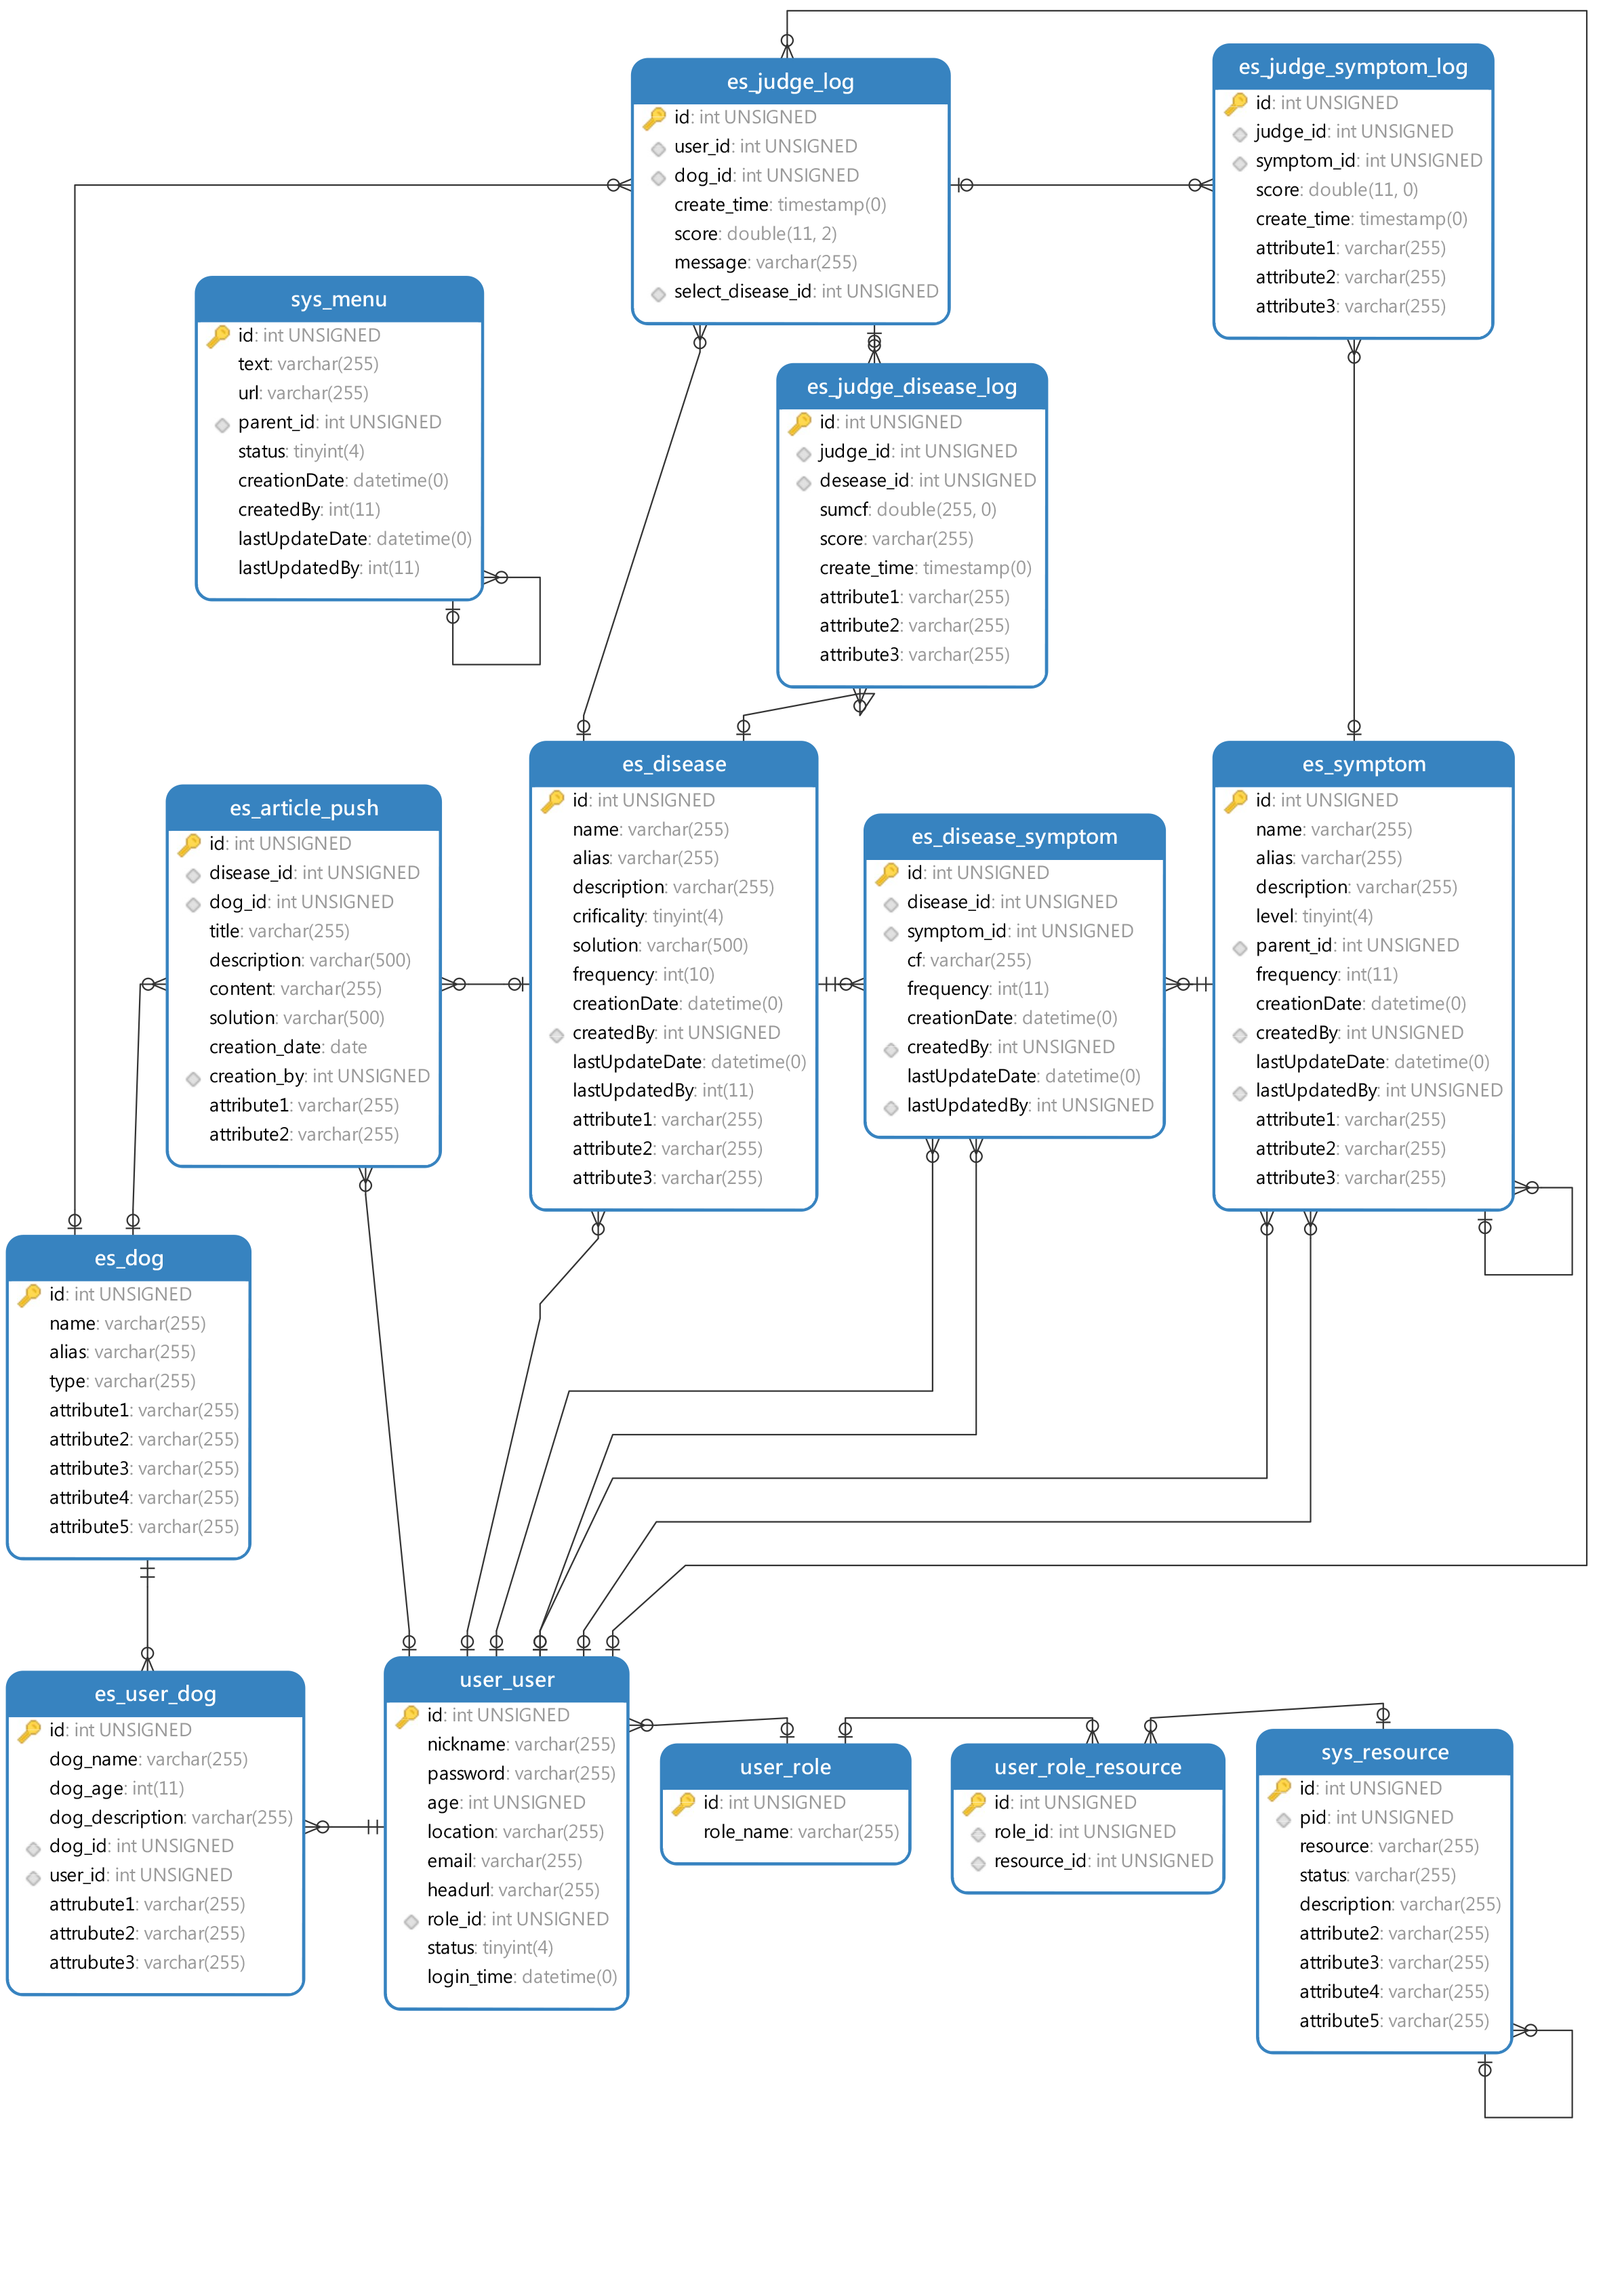 es_judge_log
id: int UNSIGNED
user_id: int UNSIGNED
dog_id: int UNSIGNED
create_time: timestamp(0)
score: double(11, 2)
message: varchar(255)
select_disease_id: int UNSIGNED
es_judge_symptom_log
id: int UNSIGNED
judge_id: int UNSIGNED
symptom_id: int UNSIGNED
score: double(11, 0)
create_time: timestamp(0)
attribute1: varchar(255)
attribute2: varchar(255)
attribute3: varchar(255)
sys_menu
id: int UNSIGNED
text: varchar(255)
url: varchar(255)
parent_id: int UNSIGNED
status: tinyint(4)
creationDate: datetime(0)
createdBy: int(11)
lastUpdateDate: datetime(0)
lastUpdatedBy: int(11)
es_judge_disease_log
id: int UNSIGNED
judge_id: int UNSIGNED
desease_id: int UNSIGNED
sumcf: double(255, 0)
score: varchar(255)
create_time: timestamp(0)
attribute1: varchar(255)
attribute2: varchar(255)
attribute3: varchar(255)
es_article_push
id: int UNSIGNED
disease_id: int UNSIGNED
dog_id: int UNSIGNED
title: varchar(255)
description: varchar(500)
content: varchar(255)
solution: varchar(500)
creation_date: date
creation_by: int UNSIGNED
attribute1: varchar(255)
attribute2: varchar(255)
es_disease
id: int UNSIGNED
name: varchar(255)
alias: varchar(255)
description: varchar(255)
crificality: tinyint(4)
solution: varchar(500)
frequency: int(10)
creationDate: datetime(0)
createdBy: int UNSIGNED
lastUpdateDate: datetime(0)
lastUpdatedBy: int(11)
attribute1: varchar(255)
attribute2: varchar(255)
attribute3: varchar(255)
es_disease_symptom
id: int UNSIGNED
disease_id: int UNSIGNED
symptom_id: int UNSIGNED
cf: varchar(255)
frequency: int(11)
creationDate: datetime(0)
createdBy: int UNSIGNED
lastUpdateDate: datetime(0)
lastUpdatedBy: int UNSIGNED
es_symptom
id: int UNSIGNED
name: varchar(255)
alias: varchar(255)
description: varchar(255)
level: tinyint(4)
parent_id: int UNSIGNED
frequency: int(11)
creationDate: datetime(0)
createdBy: int UNSIGNED
lastUpdateDate: datetime(0)
lastUpdatedBy: int UNSIGNED
attribute1: varchar(255)
attribute2: varchar(255)
attribute3: varchar(255)
es_dog
id: int UNSIGNED
name: varchar(255)
alias: varchar(255)
type: varchar(255)
attribute1: varchar(255)
attribute2: varchar(255)
attribute3: varchar(255)
attribute4: varchar(255)
attribute5: varchar(255)
es_user_dog
id: int UNSIGNED
dog_name: varchar(255)
dog_age: int(11)
dog_description: varchar(255)
dog_id: int UNSIGNED
user_id: int UNSIGNED
attrubute1: varchar(255)
attrubute2: varchar(255)
attrubute3: varchar(255)
user_user
id: int UNSIGNED
nickname: varchar(255)
password: varchar(255)
age: int UNSIGNED
location: varchar(255)
email: varchar(255)
headurl: varchar(255)
role_id: int UNSIGNED
status: tinyint(4)
login_time: datetime(0)
user_role
id: int UNSIGNED
role_name: varchar(255)
user_role_resource
id: int UNSIGNED
role_id: int UNSIGNED
resource_id: int UNSIGNED
sys_resource
id: int UNSIGNED
pid: int UNSIGNED
resource: varchar(255)
status: varchar(255)
description: varchar(255)
attribute2: varchar(255)
attribute3: varchar(255)
attribute4: varchar(255)
attribute5: varchar(255)